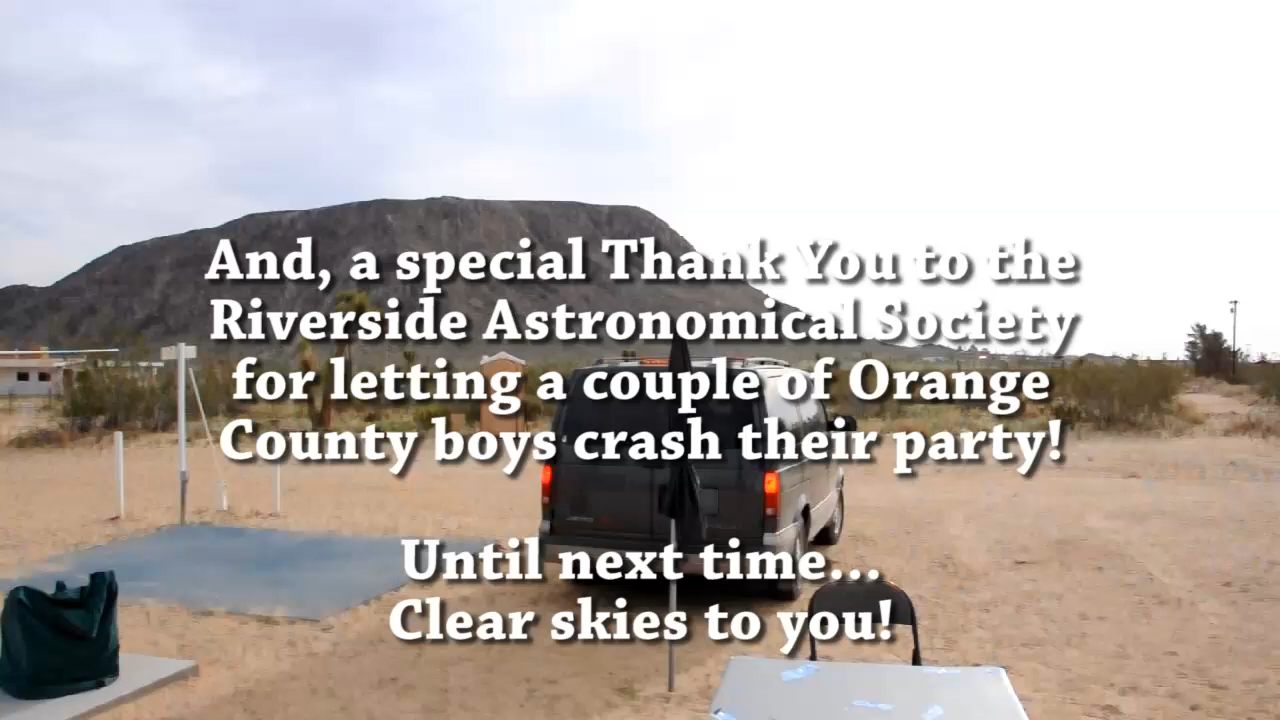 And, a special Thank You to the
Riverside Astronomical Society
for letting a couple of Orange
County boys crash their party!
Until next time...
Clear skies to you!